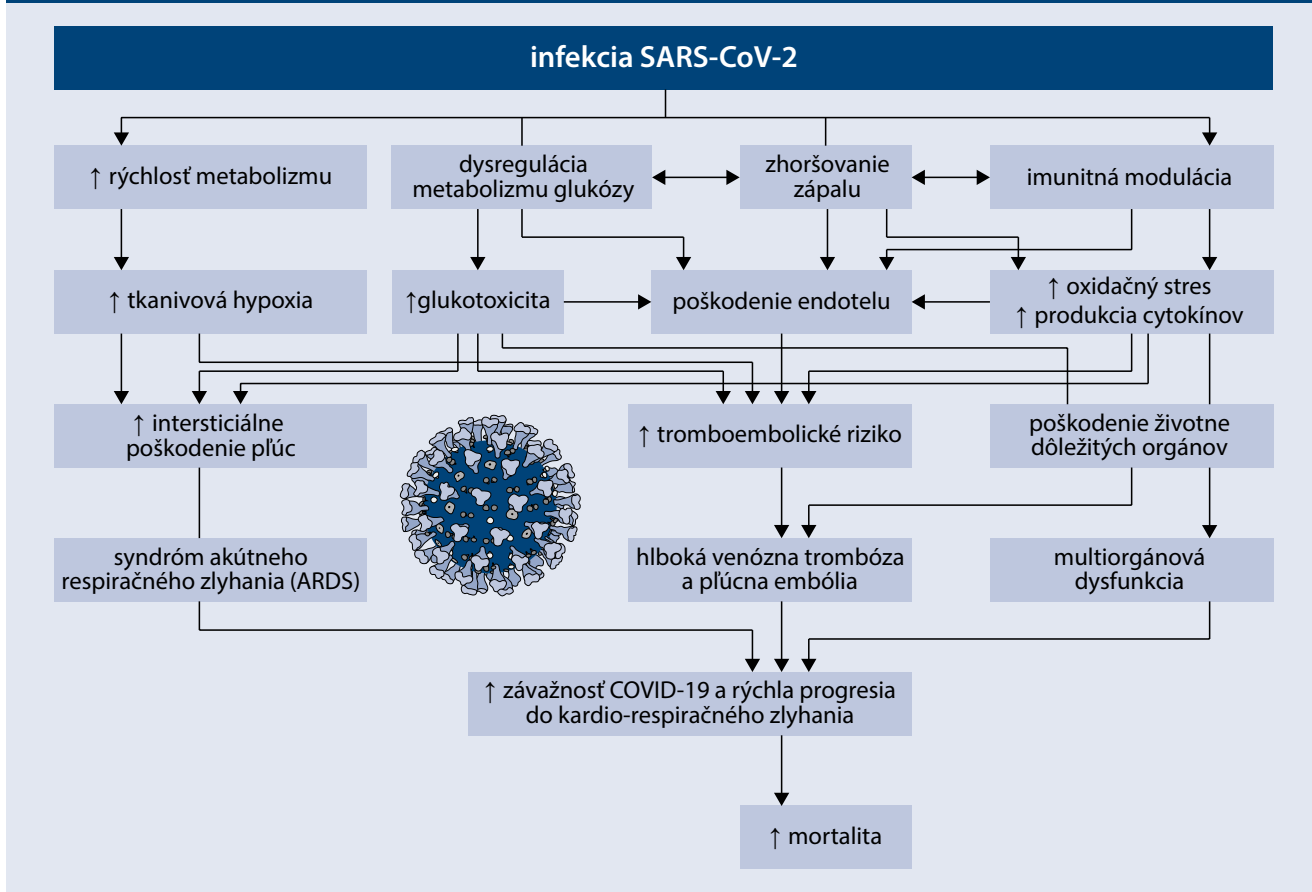 infekcia SARS-CoV-2
↑ rýchlosť metabolizmu
dysregulácia
metabolizmu glukózy
zhoršovanie
zápalu
imunitná modulácia
↑ tkanivová hypoxia
↑glukotoxicita
poškodenie endotelu
↑ oxidačný stres
↑ produkcia cytokínov
↑ intersticiálne
poškodenie pľúc
↑ tromboembolické riziko
poškodenie životne
dôležitých orgánov
syndróm akútneho
respiračného zlyhania (ARDS)
hlboká venózna trombóza
a pľúcna embólia
multiorgánová
dysfunkcia
↑ závažnosť COVID-19 a rýchla progresia
do kardio-respiračného zlyhania
↑ mortalita